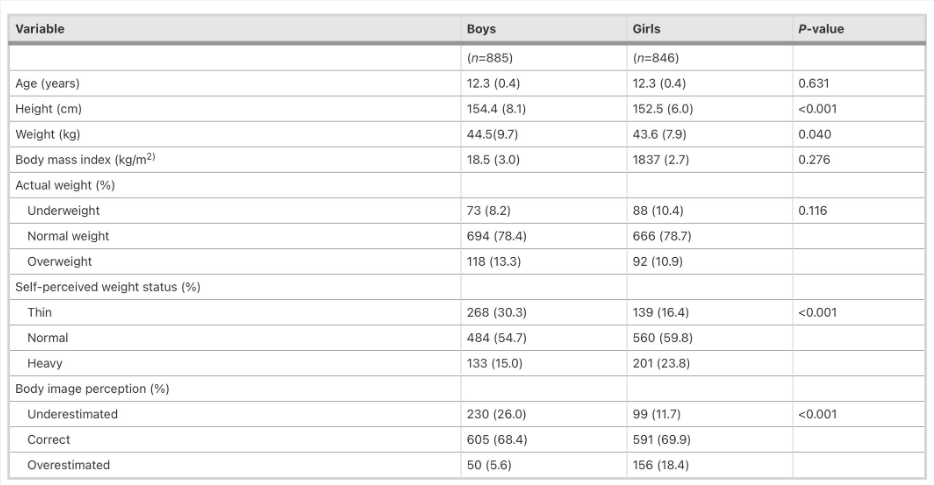 Variable Boys Girls P-value
(n=885) (n=846)
Age (years) 12.3 (0.4) 12.3 (0.4) 0.631
Height (cm) 154.4 (8.1) 152.5 (6.0) <0.001
Weight (kg) 44.5(9.7) 43.6 (7.9) 0.040
Body mass index (kg/m²⁾ 18.5 (3.0) 1837 (2.7) 0.276
Actual weight (%)
Underweight 73 (8.2) 88 (10.4) 0.116
Normal weight 694 (78.4) 666 (78.7)
Overweight 118 (13.3) 92 (10.9)
Self-perceived weight status (%)
Thin 268 (30.3) 139 (16.4) <0.001
Normal 484 (54.7) 560 (59.8)
Heavy 133 (15.0) 201 (23.8)
Body image perception (%)
Underestimated 230 (26.0) 99 (11.7) <0.001
Correct 605 (68.4) 591 (69.9)
Overestimated 50 (5.6) 156 (18.4)